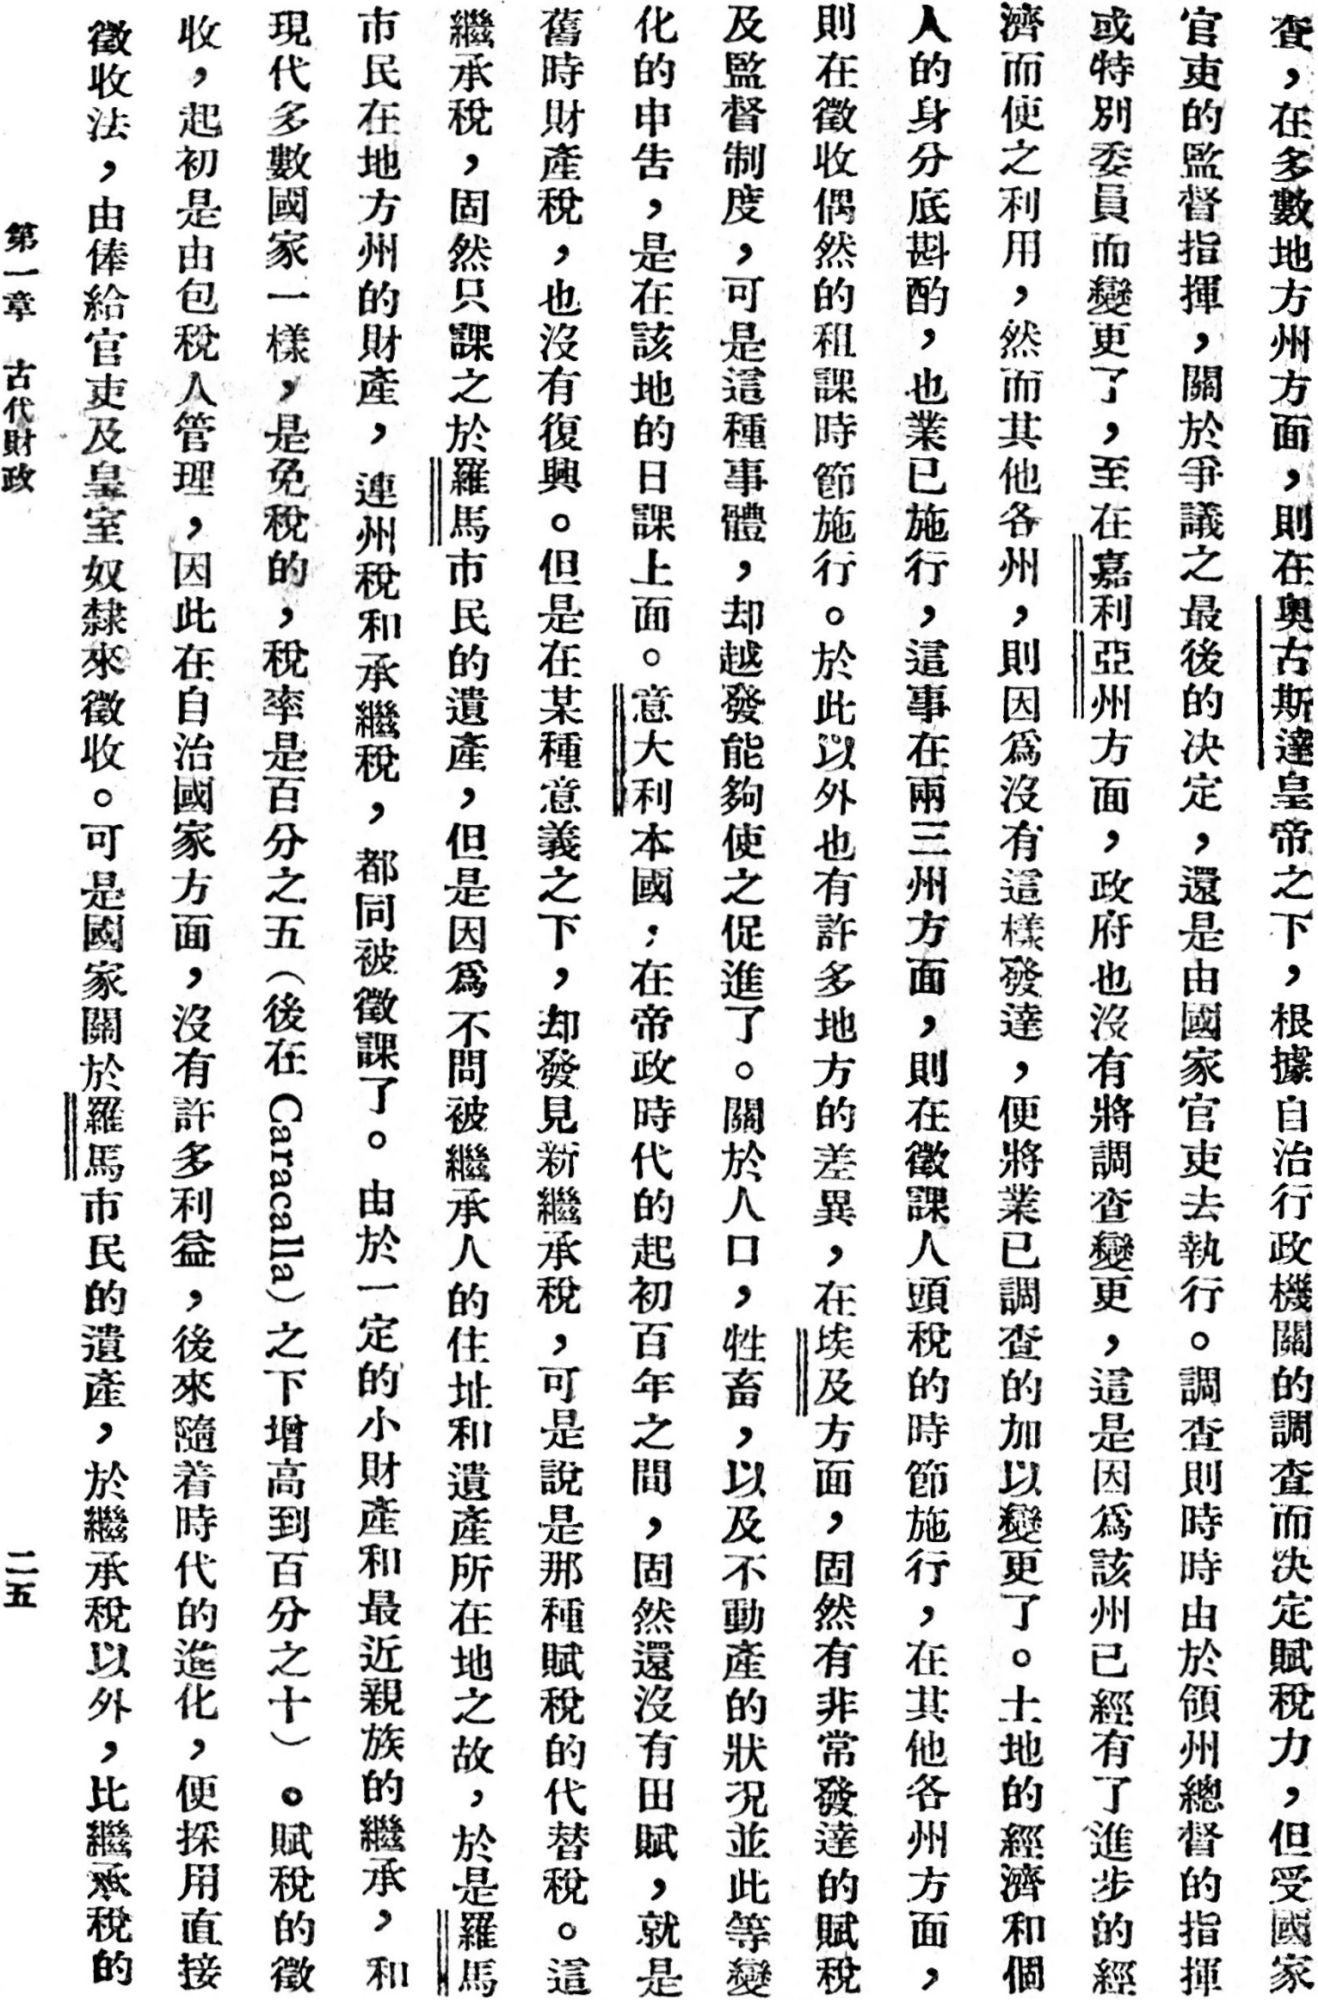 查，在多數地方州方面，則在奧古斯達皇帝之下，根據自治行政機關的調查而決定賦稅力，但受國家
官吏的監督指揮，關於爭議之最後的決定，還是由國家官吏去執行。調查則時時由於領州總督的指揮
或特別委員而變更了，至在嘉利亞州方面，政府也沒有將調查變更，這是因爲該州已經有了進步的經
濟而使之利用，然而其他各州，則因爲沒有這樣發達，便將業已調查的加以變更了。土地的經濟和個
人的身分底斟酌，也業已施行，這事在兩三州方面，則在徵課人頭稅的時節施行，在其他各州方面，
則在徵收偶然的租課時節施行。於此以外也有許多地方的差異，在埃及方面，固然有非常發達的賦稅
及監督制度，可是這種事體，却越發能夠使之促進了。關於人口，牲畜，以及不動產的狀況並此等變
化的申告，是在該地的日課上面。意大利本國，在帝政時代的起初百年之間，固然還沒有田賦，就是
舊時財產稅，也沒有復興。但是在某種意義之下，却發見新繼承稅，可是說是那種賦稅的代替稅。這
繼承稅，固然只課之於羅馬市民的遺產，但是因爲不問被繼承人的住址和遺產所在地之故，於是羅馬
市民在地方州的財產，連州稅和承繼稅，都同被徵課了。由於一定的小財產和最近親族的繼承，和
現代多數國家一樣，是免稅的，稅率是百分之五（後在 Caracalla）之下增高到百分之十）。賦稅的徵
收，起初是由包稅人管理，因此在自治國家方面，沒有許多利益，後來隨着時代的進化，便採用直接
徵收法，由俸給官吏及皇室奴隸來徵收。可是國家關於羅馬市民的遺產，於繼承稅以外，比繼承稅的
第一章　古代財政　二五